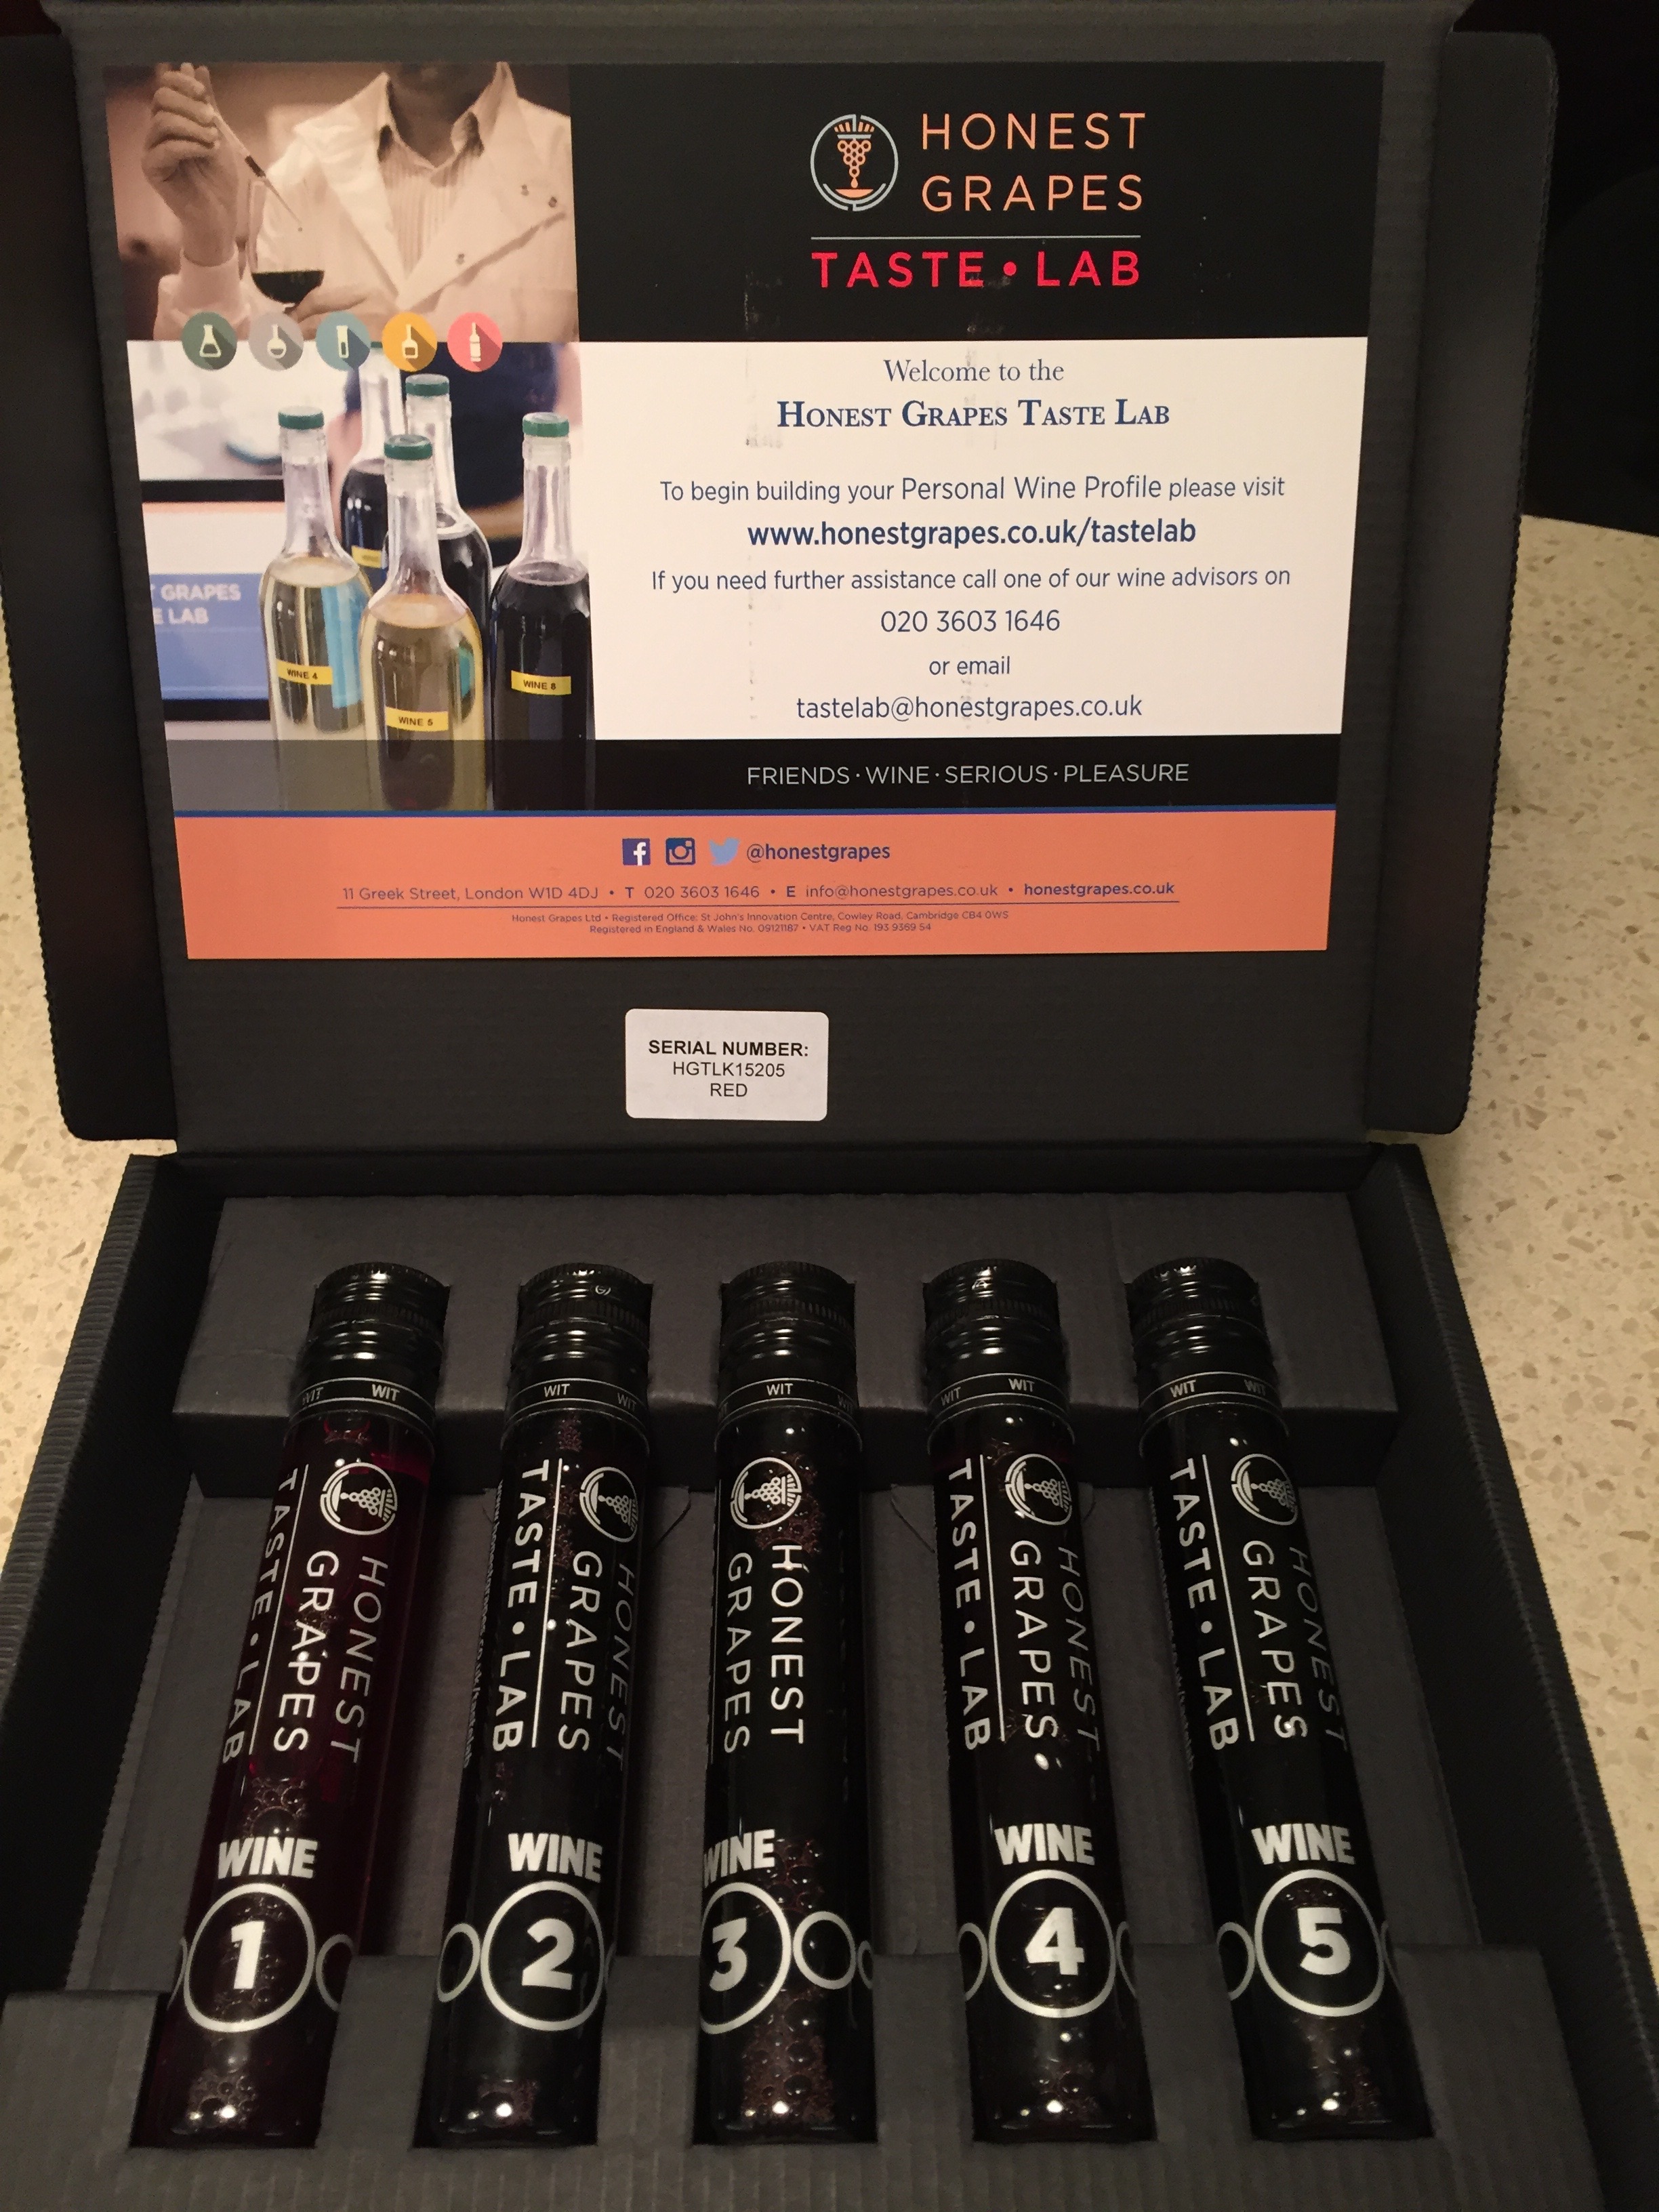 HONEST
GRAPES
TASTE • LAB
Welcome to the
HONEST GRAPES TASTE LAB
To begin building your Personal Wine Profile please visit
www.honestgrapes.co.uk/tastelab
If you need further assistance call one of our wine advisors on
020 3603 1646
or email
tastelab@honestgrapes.co.uk
GRAPES
LAB
WINE 4
WINE 5
WINE 6
FRIENDS · WINE · SERIOUS · PLEASURE
@honestgrapes
11 Greek Street, London W1D 4DJ • T 020 3603 1646 • E info@honestgrapes.co.uk • honestgrapes.co.uk
Honest Grapes Ltd • Registered Office: St John's Innovation Centre, Cowley Road, Cambridge CB4 0WS
Registered in England & Wales No. 09121187 • VAT Reg No. 193 9369 54
SERIAL NUMBER:
HGTLK15205
RED
WIT WIT
HONEST
GRAPES
TASTE • LAB
WINE
1
WIT WIT
HONEST
GRAPES
TASTE • LAB
WINE
2
WIT
HONEST
GRAPES
WINE
3
WIT WIT
HONEST
GRAPES
TASTE • LAB
WINE
4
WIT WIT
HONEST
GRAPES
TASTE • LAB
WINE
5